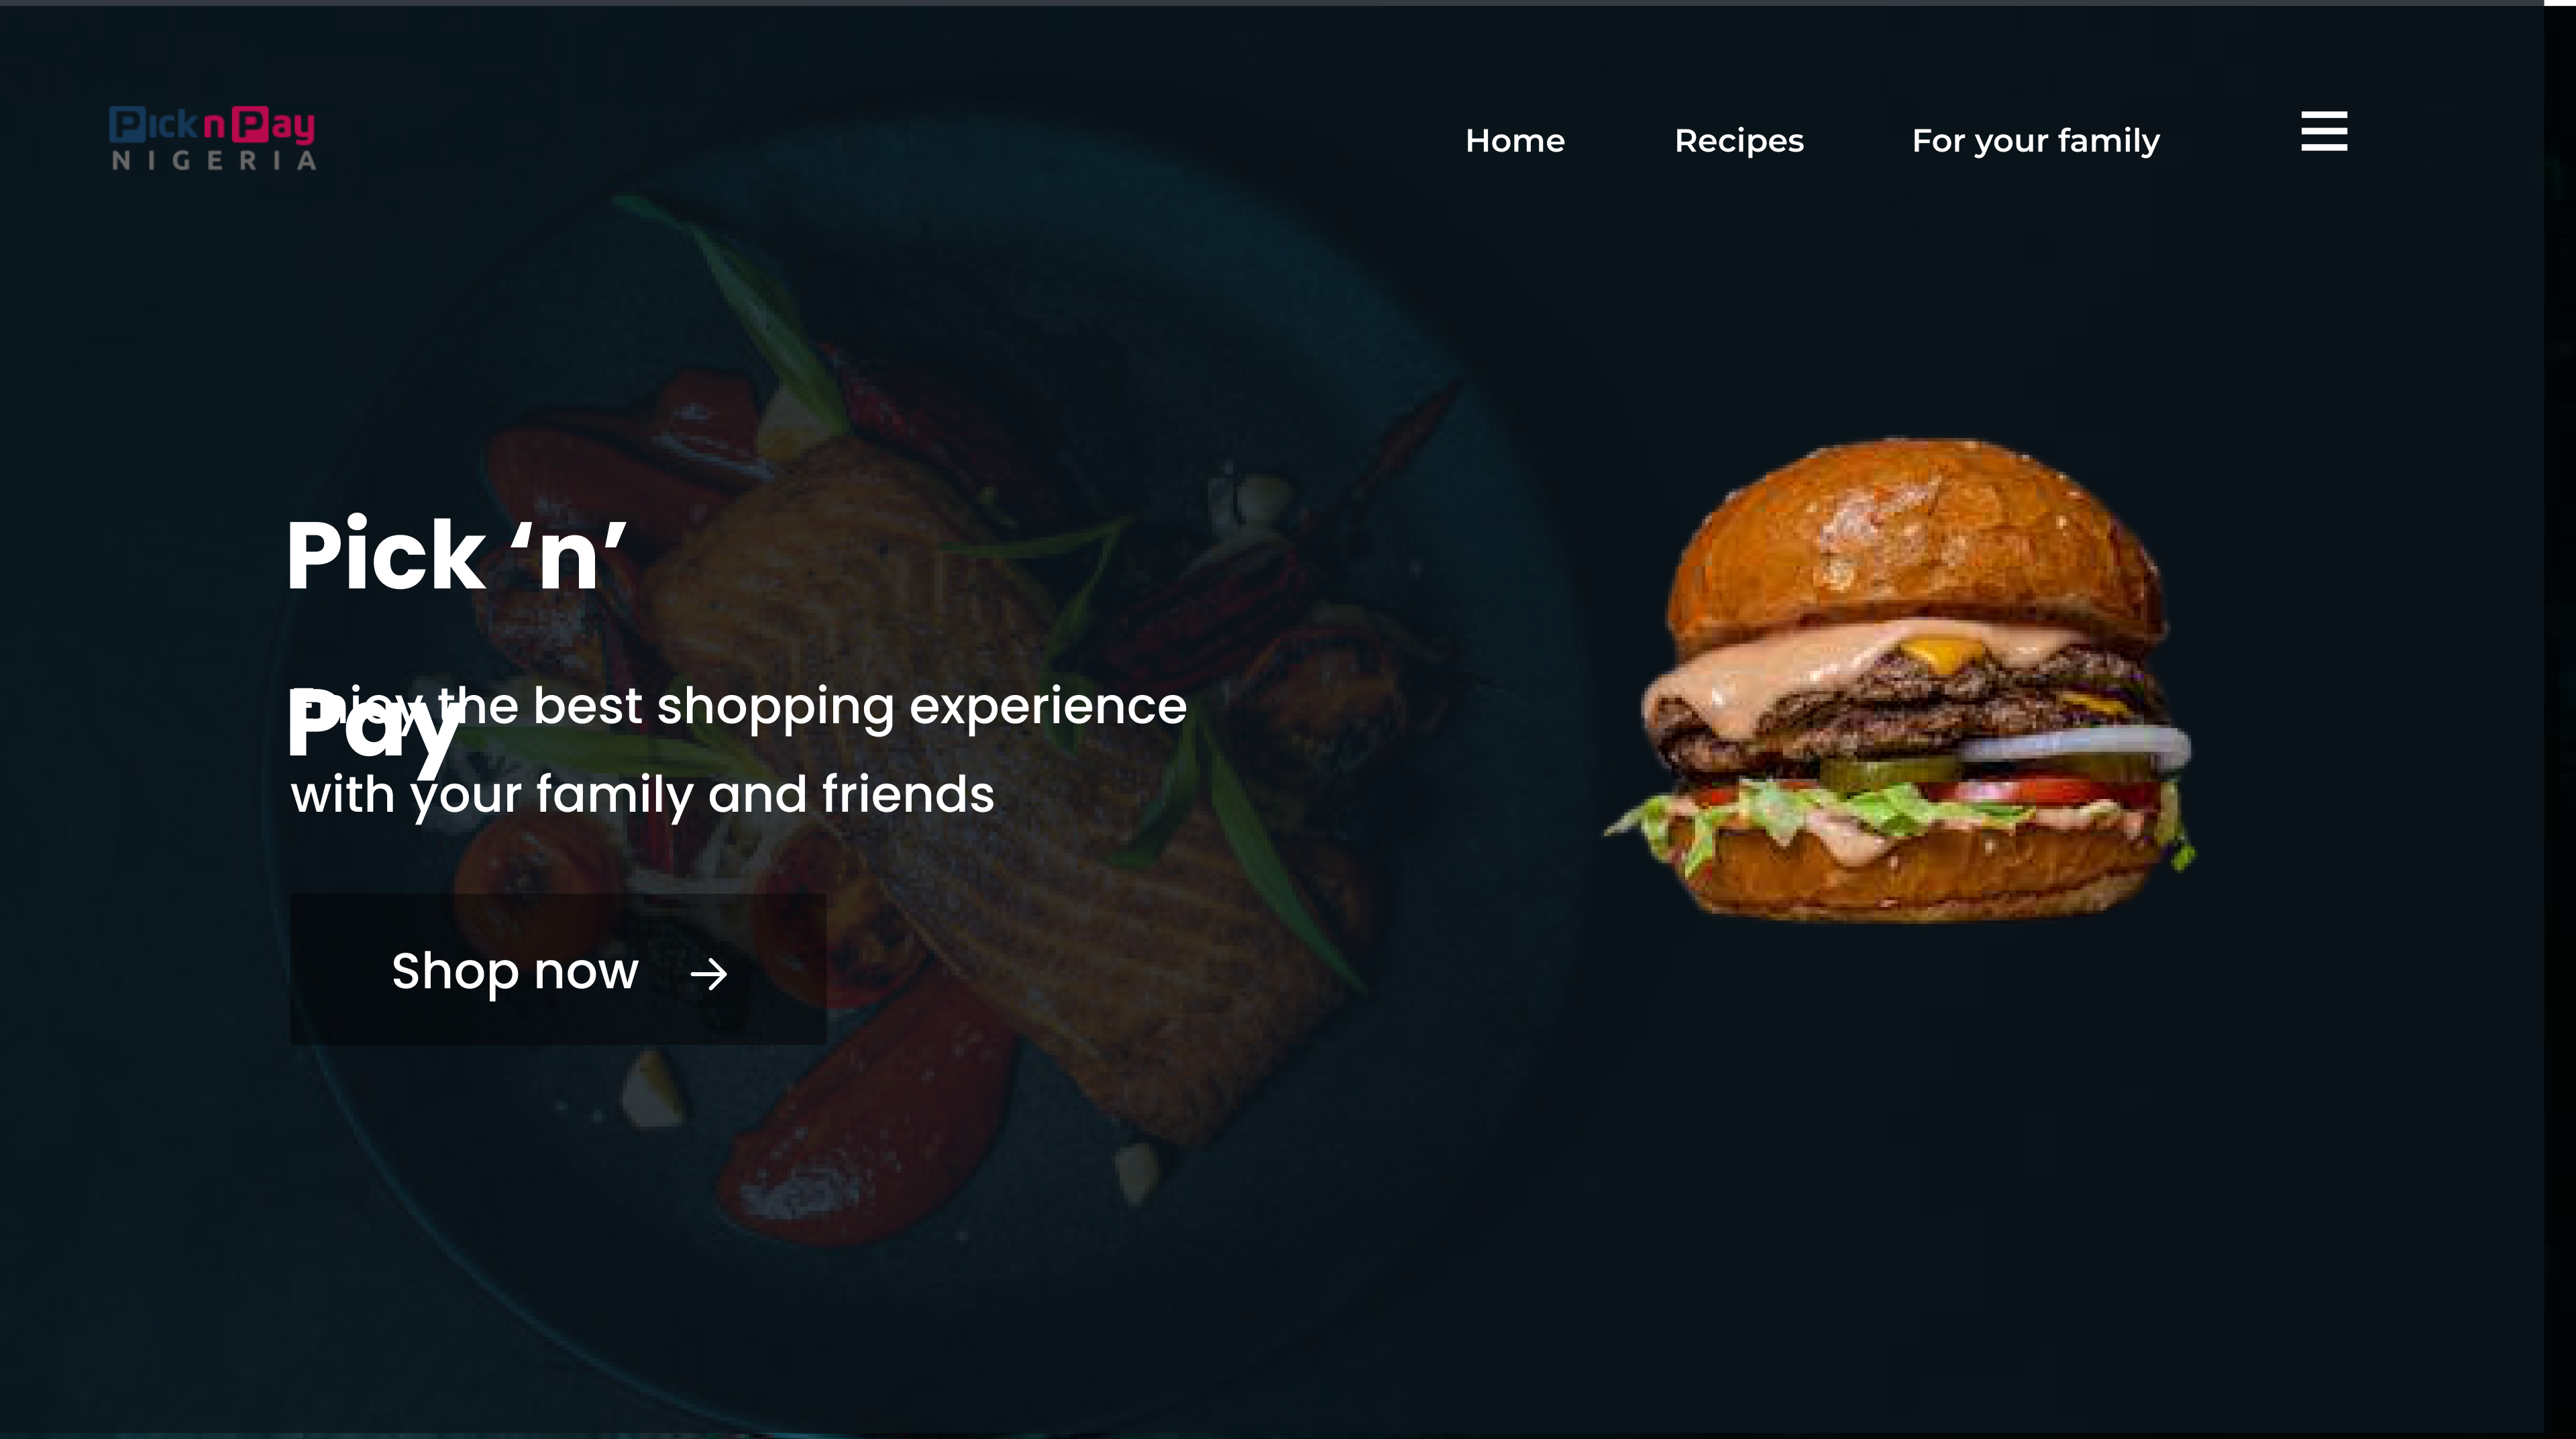 Pick n Pay
NIGERIA
Home
Recipes
For your family
Pick ‘n’
Pay
Enjoy the best shopping experience
with your family and friends
Shop now